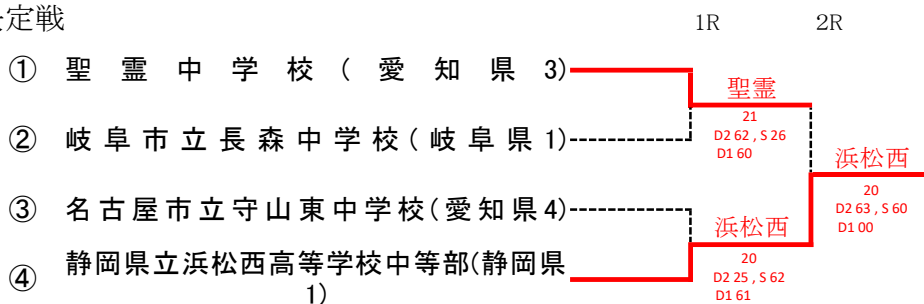 定戦
1R 2R
① 聖霊中学校(愛知県3)
聖霊
21
D2 62 , S 26
D1 60
② 岐阜市立長森中学校(岐阜県1)
浜松西
20
D2 63 , S 60
D1 00
③ 名古屋市立守山東中学校(愛知県4)
浜松西
20
D2 25 , S 62
D1 61
④ 静岡県立浜松西高等学校中等部(静岡県
1)